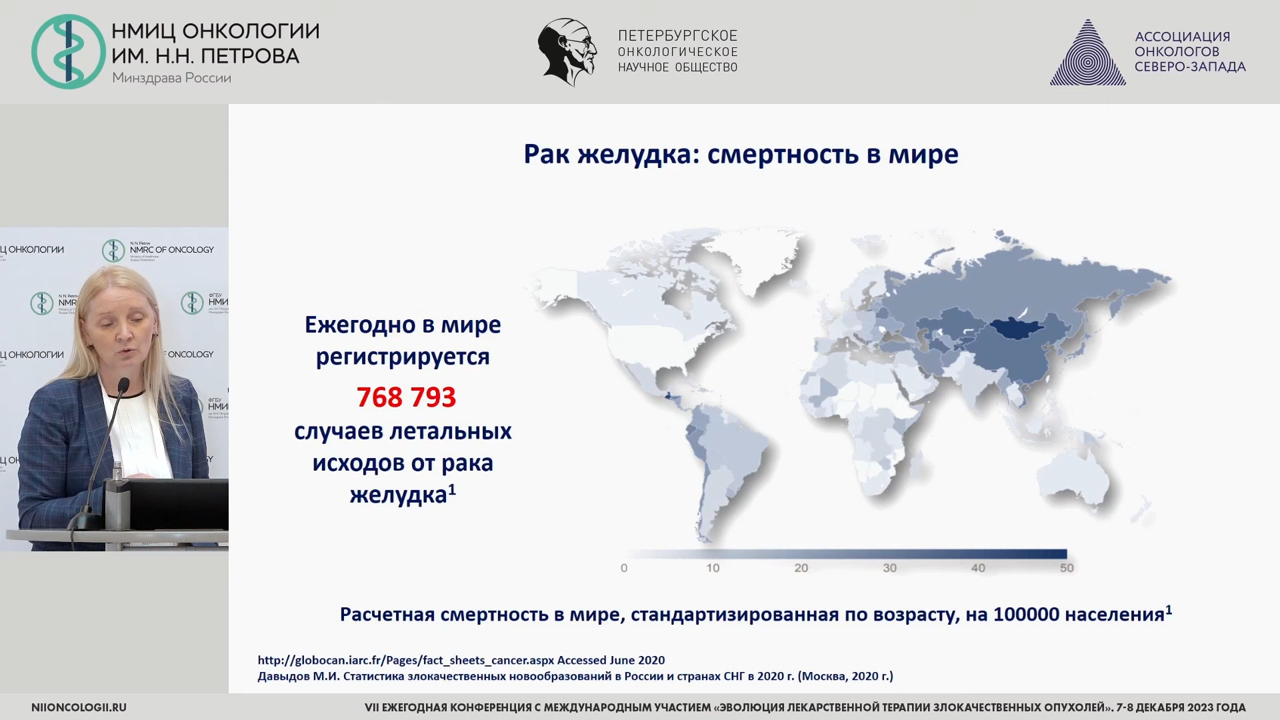 НМИЦ ОНКОЛОГИИ
ИМ. Н.Н. ПЕТРОВА
Минздрава России
ПЕТЕРБУРГСКОЕ
ОНКОЛОГИЧЕСКОЕ
НАУЧНОЕ ОБЩЕСТВО
АССОЦИАЦИЯ
ОНКОЛОГОВ
СЕВЕРО-ЗАПАДА
Рак желудка: смертность в мире
Ежегодно в мире
регистрируется
768 793
случаев летальных
исходов от рака
желудка¹
0 10 20 30 40 50
Расчетная смертность в мире, стандартизированная по возрасту, на 100000 населения¹
http://globocan.iarc.fr/Pages/fact_sheets_cancer.aspx Accessed June 2020
Давыдов М.И. Статистика злокачественных новообразований в России и странах СНГ в 2020 г. (Москва, 2020 г.)
NMRC OF ONCOLOGY
NIIONCOLOGII.RU
VII ЕЖЕГОДНАЯ КОНФЕРЕНЦИЯ С МЕЖДУНАРОДНЫМ УЧАСТИЕМ «ЭВОЛЮЦИЯ ЛЕКАРСТВЕННОЙ ТЕРАПИИ ЗЛОКАЧЕСТВЕННЫХ ОПУХОЛЕЙ». 7-8 ДЕКАБРЯ 2023 ГОДА